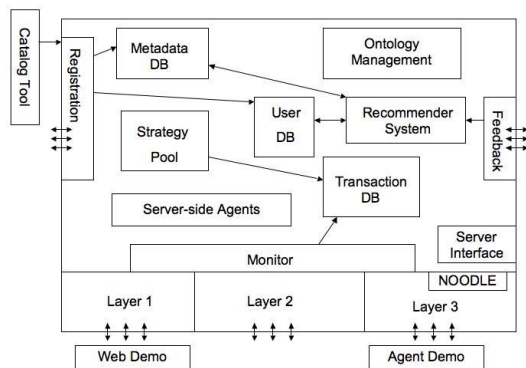 Catalog Tool
Registration
Metadata
DB
Ontology
Management
User
DB
Recommender
System
Feedback
Strategy
Pool
Transaction
DB
Server-side Agents
Server
Interface
Monitor
NOODLE
Layer 1
Layer 2
Layer 3
Web Demo
Agent Demo